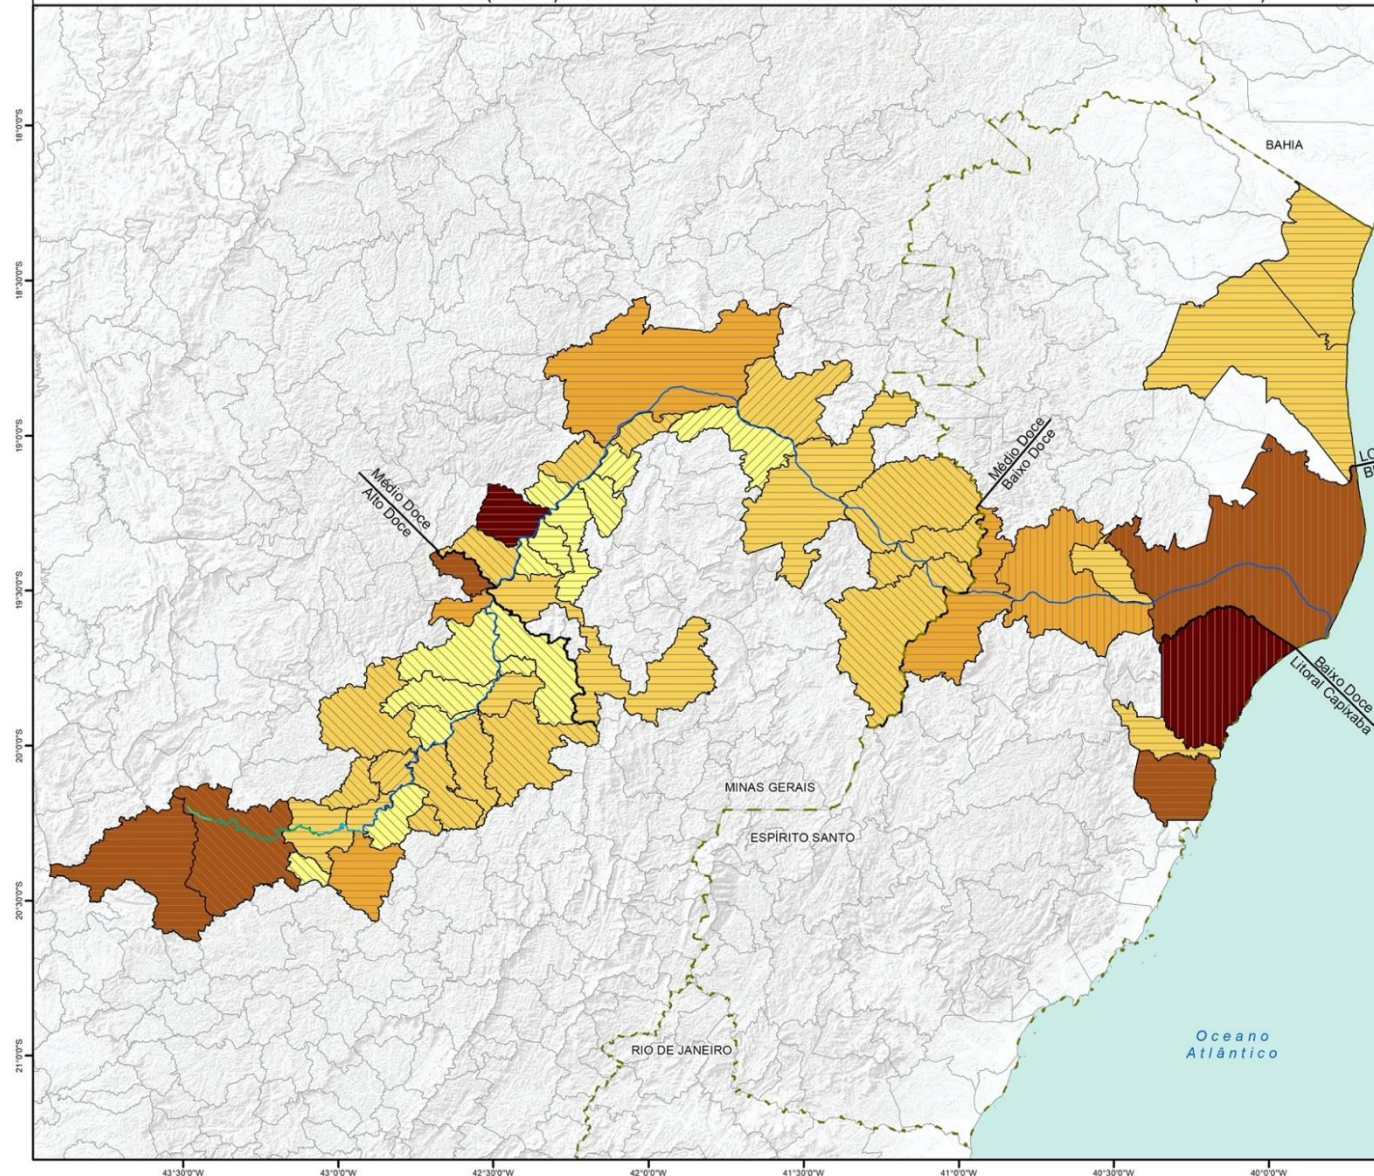 BAHIA
18°0'0"S
18°30'0"S
19°0'0"S
Médio Doce
Baixo Doce
Médio Doce
Alto Doce
19°30'0"S
Baixo Doce
Litoral Capixaba
20°0'0"S
MINAS GERAIS
ESPÍRITO SANTO
20°30'0"S
Oceano
Atlântico
RIO DE JANEIRO
21°0'0"S
43°30'0"W 43°0'0"W 42°30'0"W 42°0'0"W 41°30'0"W 41°0'0"W 40°30'0"W 40°0'0"W